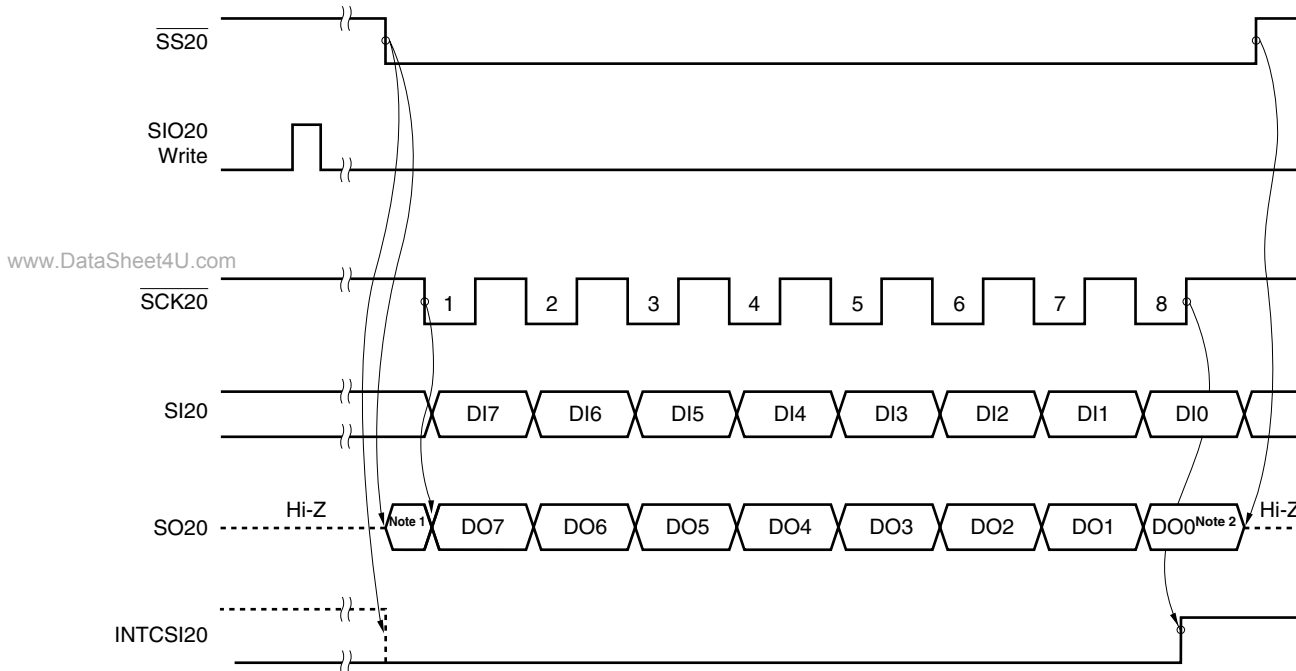 SS20
SIO20
Write
www.DataSheet4U.com
SCK20
1 2 3 4 5 6 7 8
SI20 DI7 DI6 DI5 DI4 DI3 DI2 DI1 DI0
Hi-Z Hi-Z
SO20 Note 1 DO7 DO6 DO5 DO4 DO3 DO2 DO1 DO0 Note 2
INTCSI20